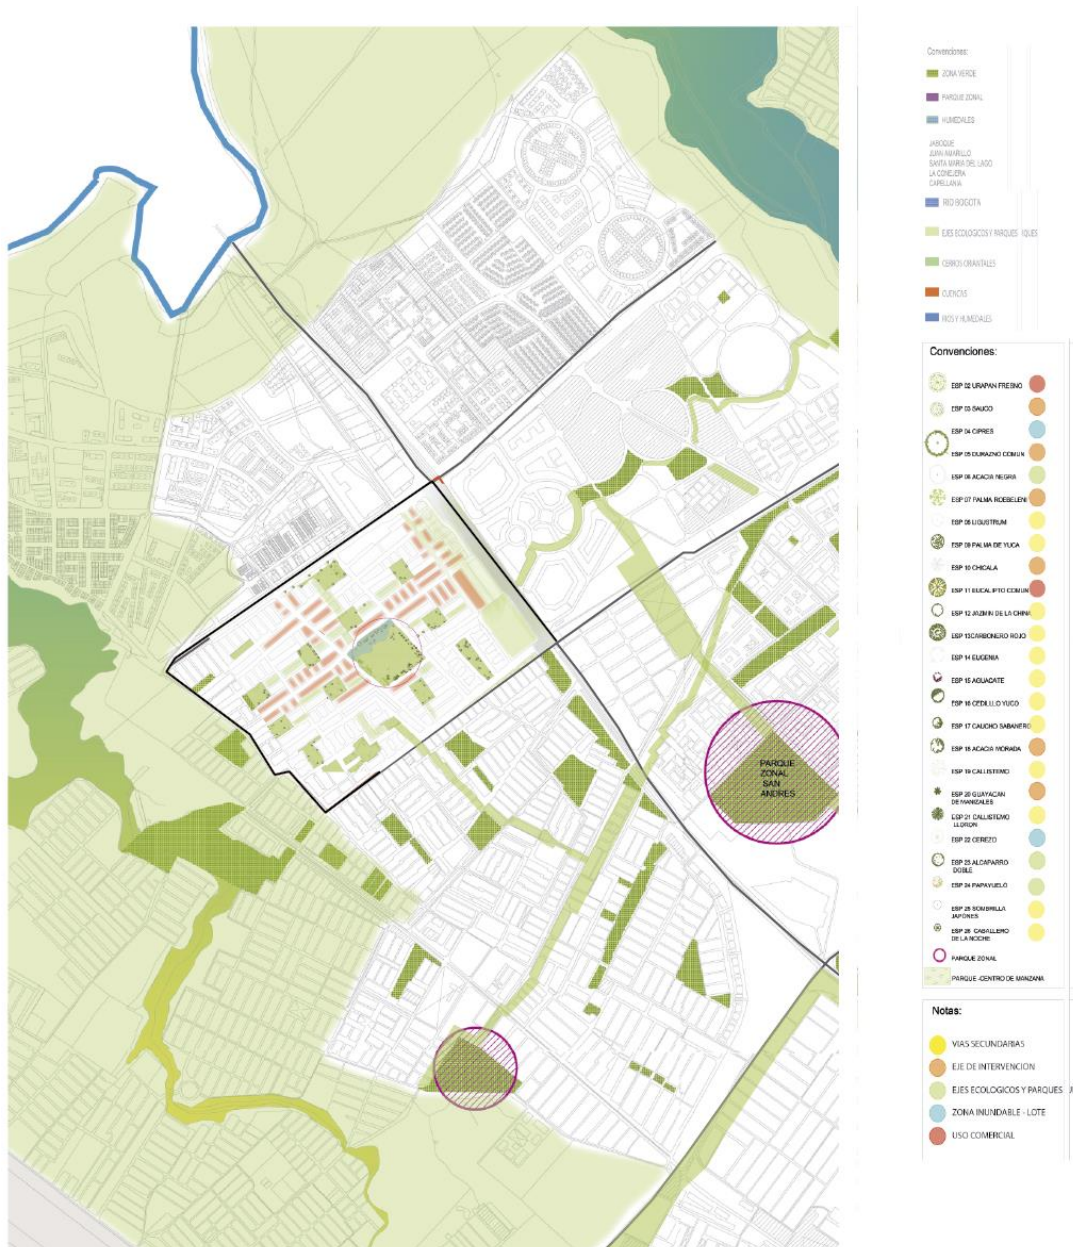 PARQUE
ZONAL
SAN
ANDRES
Convenciones:
ZONA VERDE
PARQUE ZONAL
HUMEDALES
JABOQUE
JUAN AMARILLO
SANTA MARIA DEL LAGO
LA CONEJERA
CAPELLANIA
RIO BOGOTA
EJES ECOLOGICOS Y PARQUES
CERROS ORIANTALES
CUENCAS
RIOS Y HUMEDALES
Convenciones:
ESP 02 URAPAN FRESNO
ESP 03 SAUCO
ESP 04 CIPRES
ESP 05 DURAZNO COMUN
ESP 06 ACACIA NEGRA
ESP 07 PALMA ROEBELENI
ESP 08 LIGUSTRUM
ESP 09 PALMA DE YUCA
ESP 10 CHICALA
ESP 11 EUCALIPTO COMUN
ESP 12 JAZMIN DE LA CHINA
ESP 13CARBONERO ROJO
ESP 14 EUGENIA
ESP 15 AGUACATE
ESP 16 CEDILLLO YUCO
ESP 17 CAUCHO SABANERO
ESP 18 ACACIA MORADA
ESP 19 CALLISTEMO
ESP 20 GUAYACAN
DE MANIZALES
ESP 21 CALLISTEMO
LLORON
ESP 22 CEREZO
ESP 23 ALCAPARRO
DOBLE
ESP 24 PAPAYUELO
ESP 25 SOMBRILLA
JAPONES
ESP 26 CABALLERO
DE LA NOCHE
PARQUE ZONAL
PARQUE -CENTRO DE MANZANA
Notas:
VIAS SECUNDARIAS
EJE DE INTERVENCION
EJES ECOLOGICOS Y PARQUES
ZONA INUNDABLE - LOTE
USO COMERCIAL